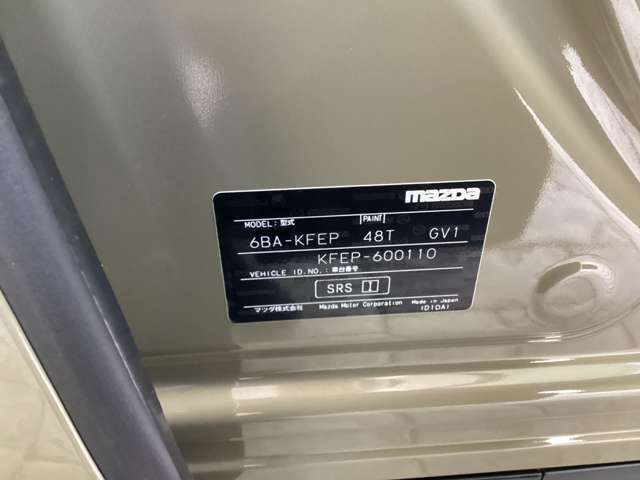 mazda
MODEL: 型式 PAINT
6BA-KFEP 48T GV1
KFEP-600110
VEHICLE ID.NO.: 車台番号
SRS
マツダ株式会社 Mazda Motor Corporation Made in Japan
ID10A1